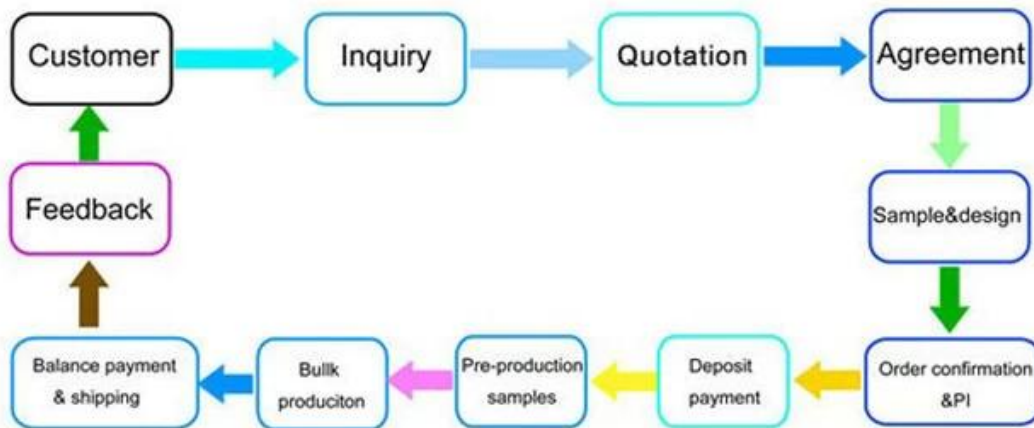 Customer
Inquiry
Quotation
Agreement
Sample&design
Order confirmation
&PI
Deposit
payment
Pre-production
samples
Bullk
produciton
Balance payment
& shipping
Feedback